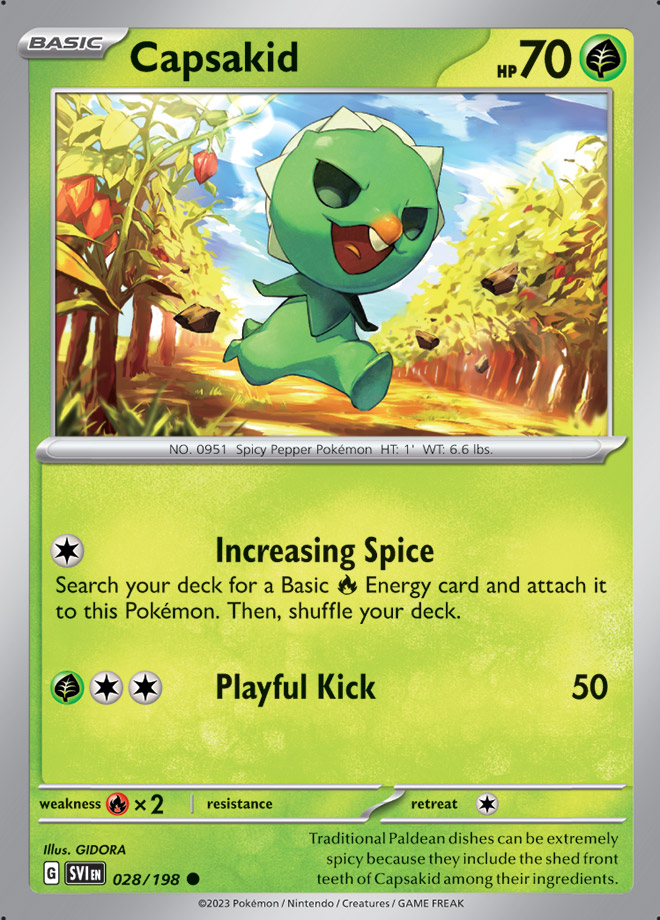 BASIC Capsakid HP 70
NO. 0951 Spicy Pepper Pokémon HT: 1' WT: 6.6 lbs.
Increasing Spice
Search your deck for a Basic Energy card and attach it
to this Pokémon. Then, shuffle your deck.
Playful Kick 50
weakness ×2 resistance retreat
Illus. GIDORA
G SVI EN 028/198
Traditional Paldean dishes can be extremely
spicy because they include the shed front
teeth of Capsakid among their ingredients.
©2023 Pokémon / Nintendo / Creatures / GAME FREAK